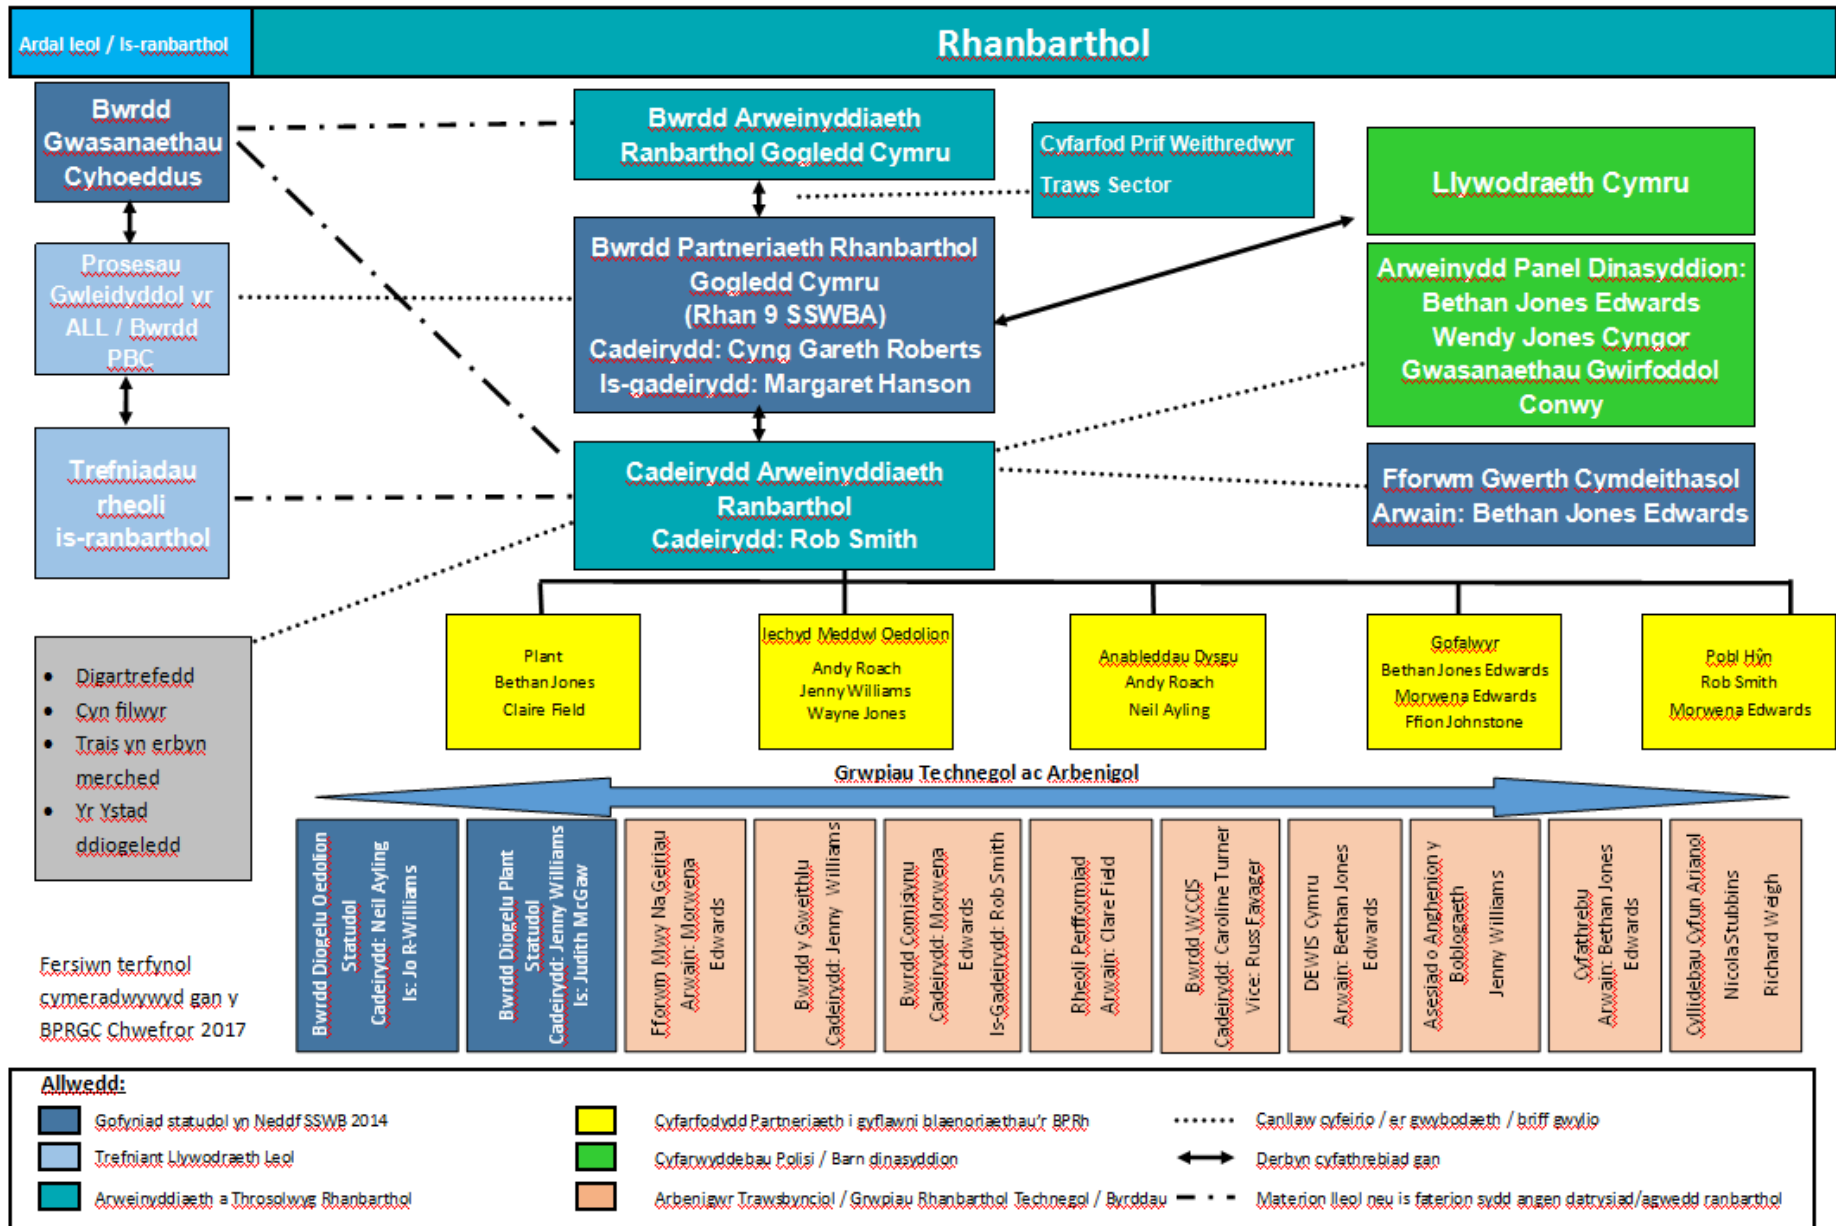 Ardal leol / Is-ranbarthol
Rhanbarthol
Bwrdd
Gwasanaethau
Cyhoeddus
Bwrdd Arweinyddiaeth
Ranbarthol Gogledd Cymru
Cyfarfod Prif Weithredwyr
Traws Sector
Llywodraeth Cymru
Prosesau
Gwleidyddol yr
ALL / Bwrdd
PBC
Bwrdd Partneriaeth Rhanbarthol
Gogledd Cymru
(Rhan 9 SSWBA)
Cadeirydd: Cyng Gareth Roberts
Is-gadeirydd: Margaret Hanson
Arweinydd Panel Dinasyddion:
Bethan Jones Edwards
Wendy Jones Cyngor
Gwasanaethau Gwirfoddol
Conwy
Trefniadau
rheoli
is-ranbarthol
Cadeirydd Arweinyddiaeth
Ranbarthol
Cadeirydd: Rob Smith
Fforwm Gwerth Cymdeithasol
Arwain: Bethan Jones Edwards
• Digartrefedd
• Cyn filwyr
• Trais yn erbyn
merched
• Yr Ystad
ddiogeledd
Plant
Bethan Jones
Claire Field
Iechyd Meddwl Oedolion
Andy Roach
Jenny Williams
Wayne Jones
Anableddau Dysgu
Andy Roach
Neil Ayling
Gofalwyr
Bethan Jones Edwards
Morwena Edwards
Ffion Johnstone
Pobl Hŷn
Rob Smith
Morwena Edwards
Grwpiau Technegol ac Arbenigol
Bwrdd Diogelu Oedolion
Statudol
Cadeirydd: Neil Ayling
Is: Jo R-Williams
Bwrdd Diogelu Plant
Statudol
Cadeirydd: Jenny Williams
Is: Judith McGaw
Fforwm Mwy Na Geiriau
Arwain: Morwena
Edwards
Bwrdd y Gweithlu
Cadeirydd: Jenny Williams
Bwrdd Comisiynu
Cadeirydd: Morwena
Edwards
Is-Gadeirydd: Rob Smith
Rheoli Perfformiad
Arwain: Clare Field
Bwrdd WCCIS
Cadeirydd: Caroline Turner
Vice: Russ Favager
DEWIS Cymru
Arwain: Bethan Jones
Edwards
Asesiad o Anghenion y
Boblogaeth
Jenny Williams
Cyfathrebu
Arwain: Bethan Jones
Edwards
Cyllidebau Cyfun Arianol
Nicola Stubbins
Richard Weigh
Fersiwn terfynol
cymeradwywyd gan y
BPRGC Chwefror 2017
Allwedd:
Gofyniad statudol yn Neddf SSWB 2014
Trefniant Llywodraeth Leol
Arweinyddiaeth a Throsolwyg Rhanbarthol
Cyfarfodydd Partneriaeth i gyflawni blaenoriaethau'r BPRh
Cyfarwyddebau Polisi / Barn dinasyddion
Arbenigwr Trawsbynciol / Grwpiau Rhanbarthol Technegol / Byrddau
Canllaw cyfeirio / er gwybodaeth / briff gwylio
Derbyn cyfathrebiad gan
Materion lleol neu is faterion sydd angen datrysiad/agwedd ranbarthol